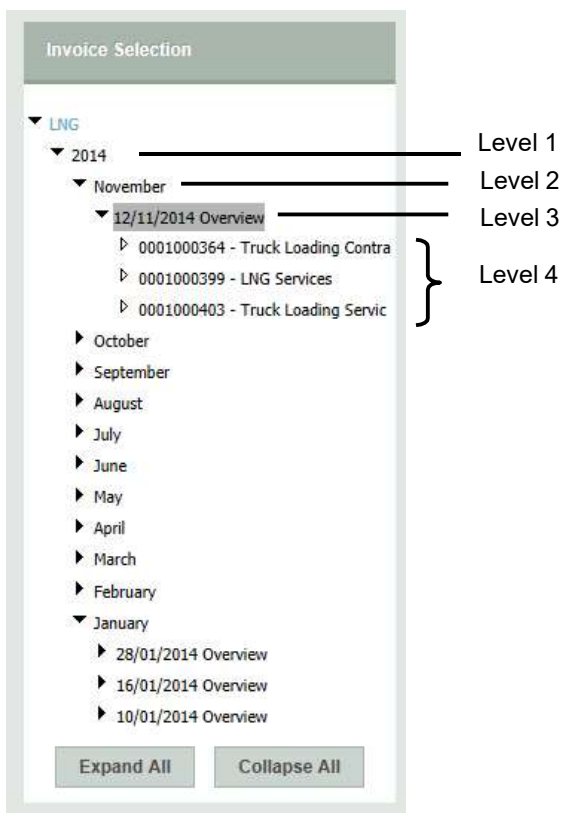 Invoice Selection
LNG
2014
Level 1
November
Level 2
12/11/2014 Overview
Level 3
0001000364 - Truck Loading Contra
0001000399 - LNG Services
Level 4
0001000403 - Truck Loading Servic
October
September
August
July
June
May
April
March
February
January
28/01/2014 Overview
16/01/2014 Overview
10/01/2014 Overview
Expand All
Collapse All